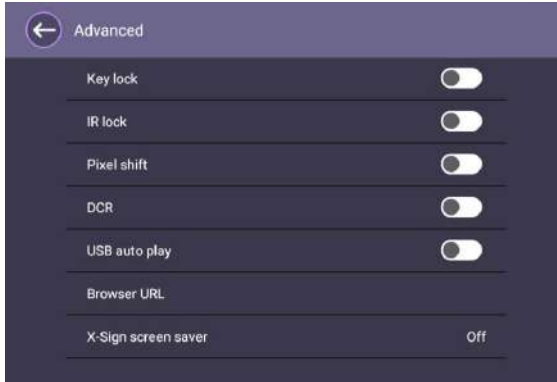 Advanced
Key lock
IR lock
Pixel shift
DCR
USB auto play
Browser URL
X-Sign screen saver Off